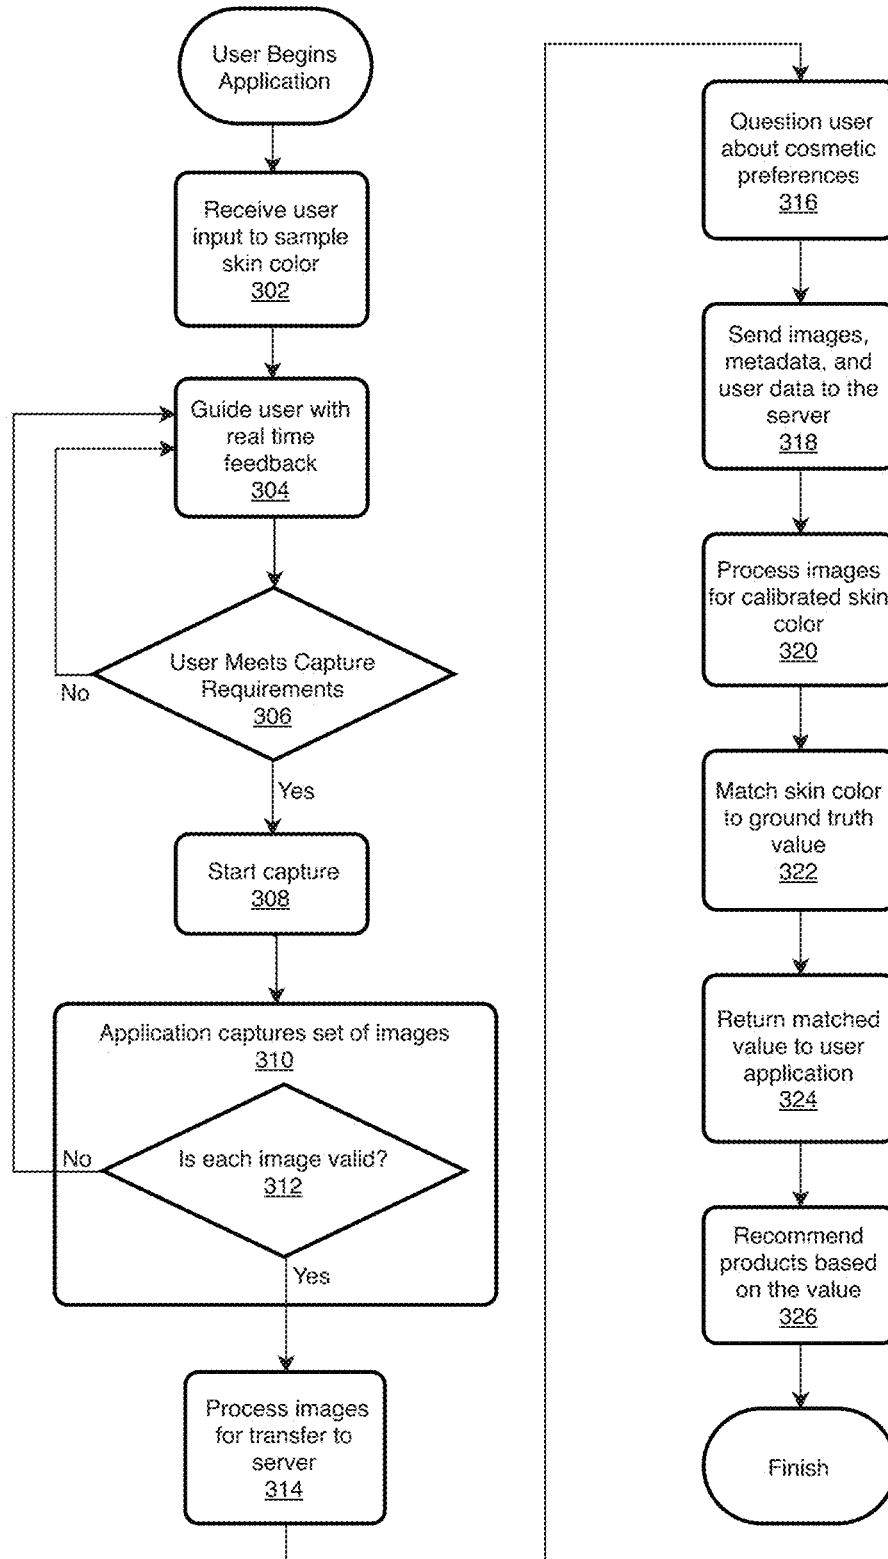 User Begins
Application
Receive user
input to sample
skin color
302
Guide user with
real time
feedback
304
User Meets Capture
Requirements
306
No
Yes
Start capture
308
Application captures set of images
310
Is each image valid?
312
No
Yes
Process images
for transfer to
server
314
Question user
about cosmetic
preferences
316
Send images,
metadata, and
user data to the
server
318
Process images
for calibrated skin
color
320
Match skin color
to ground truth
value
322
Return matched
value to user
application
324
Recommend
products based
on the value
326
Finish